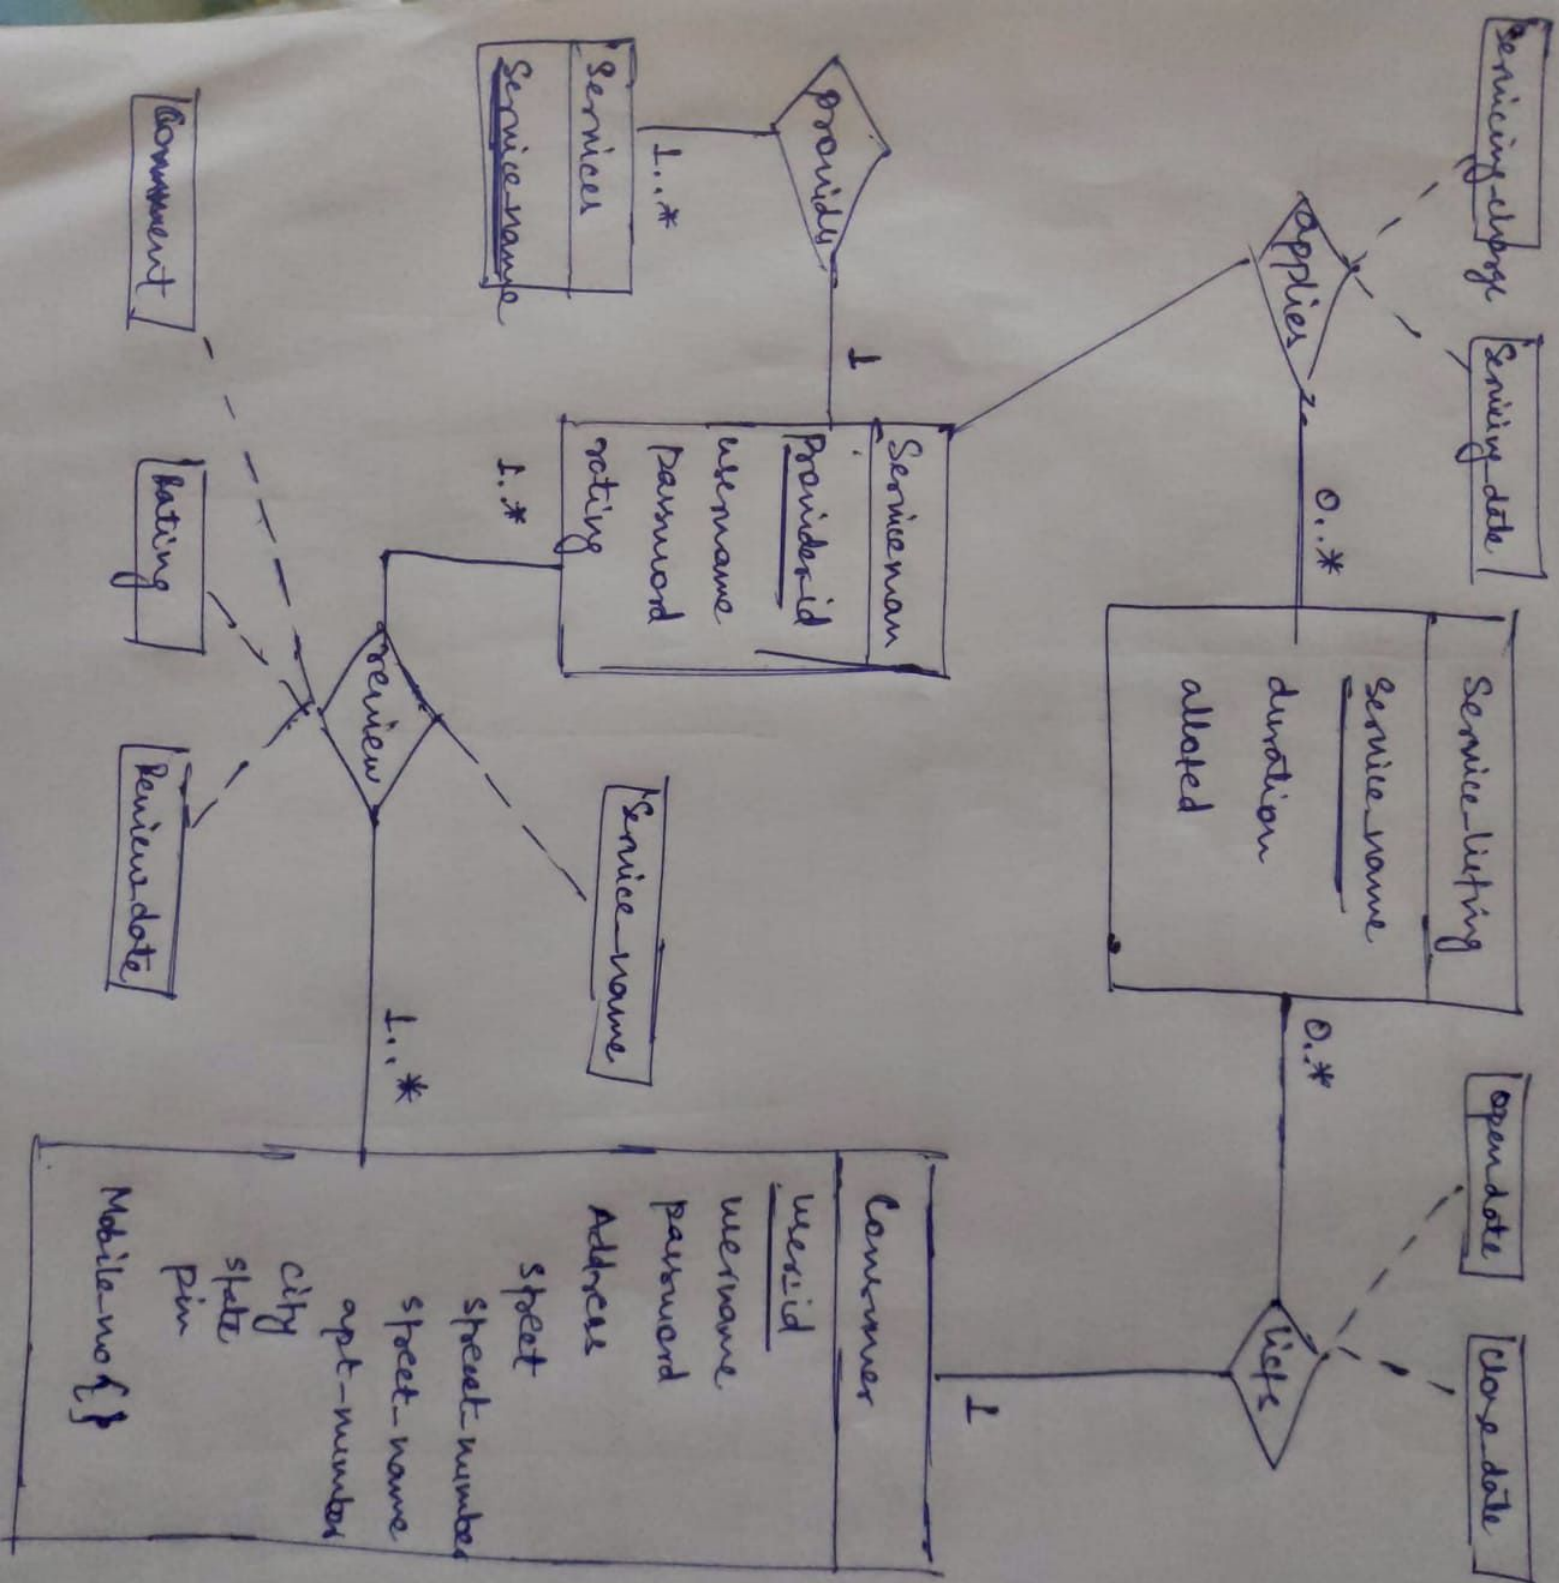 Servicing_charge
Servicing_date
open date
Close_date
applies
0..*
0..*
lists
Service_listing
service_name
duration
alloted
1
provides
1
1...*
Services
Service_name
Serviceman
Provider_id
username
password
rating
1..*
Service_name
review
1...*
Comment
Rating
Review_date
Consumer
user_id
username
password
Address
street
street_number
street_name
apt_number
city
state
pin
Mobile_no{}